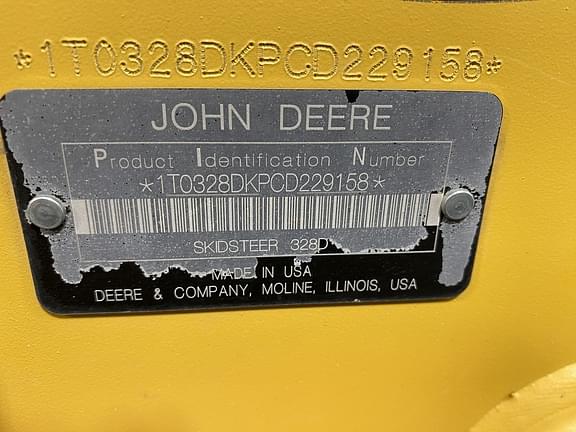 *1T0328DKPCD229158*
JOHN DEERE
Product Identification Number
*1T0328DKPCD229158*
SKIDSTEER 328D
MADE IN USA
DEERE & COMPANY, MOLINE, ILLINOIS, USA